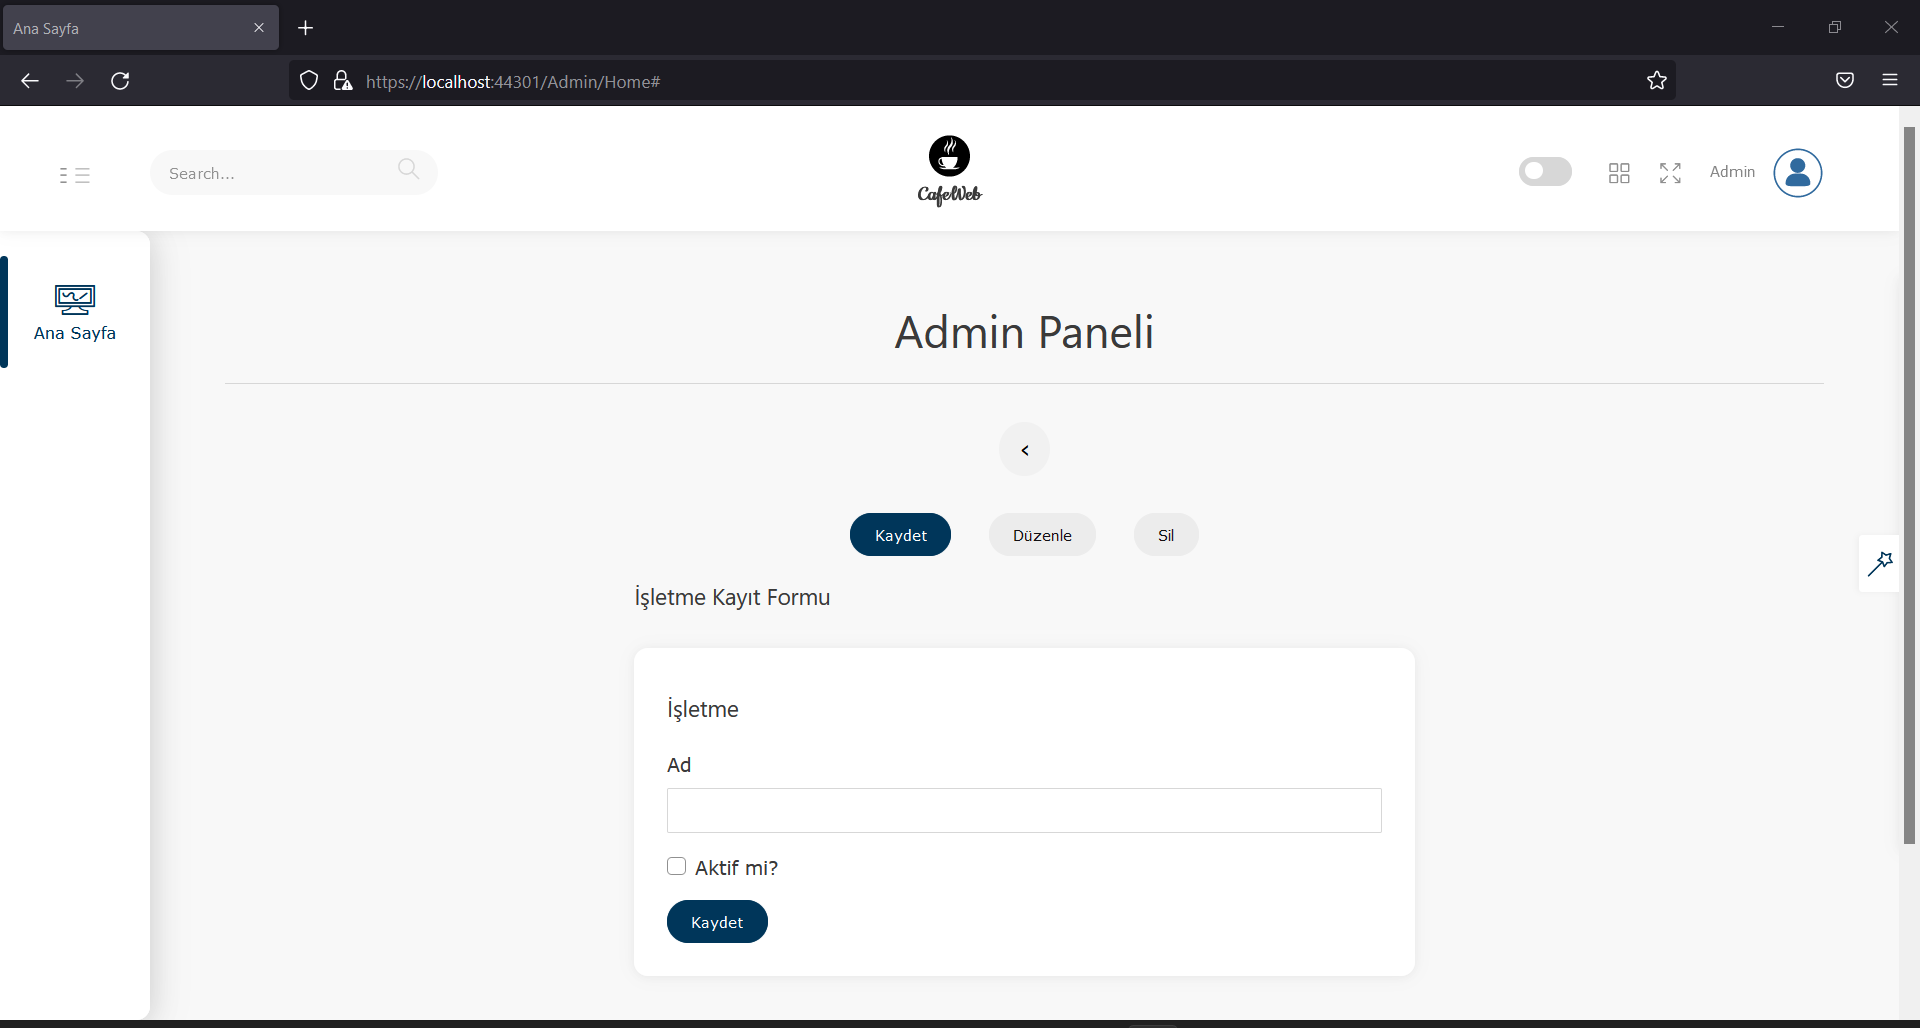 Ana Sayfa
https://localhost:44301/Admin/Home#
Search...
CafeWeb
Admin
Ana Sayfa
Admin Paneli
<
Kaydet
Düzenle
Sil
İşletme Kayıt Formu
İşletme
Ad
Aktif mi?
Kaydet